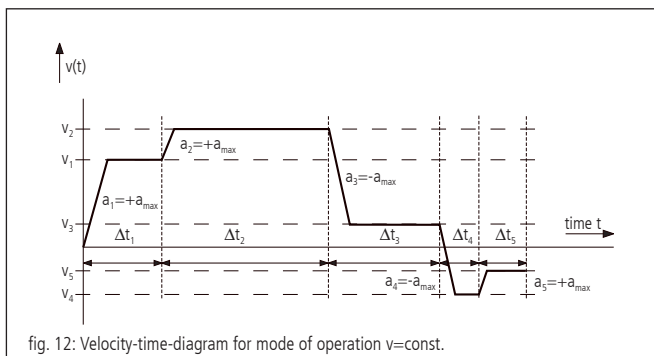 v(t)
v2
a2=+amax
v1
a3=-amax
a1=+amax
v3
time t
Δt1
Δt2
Δt3
Δt4
Δt5
v5
a4=-amax
a5=+amax
v4
fig. 12: Velocity-time-diagram for mode of operation v=const.